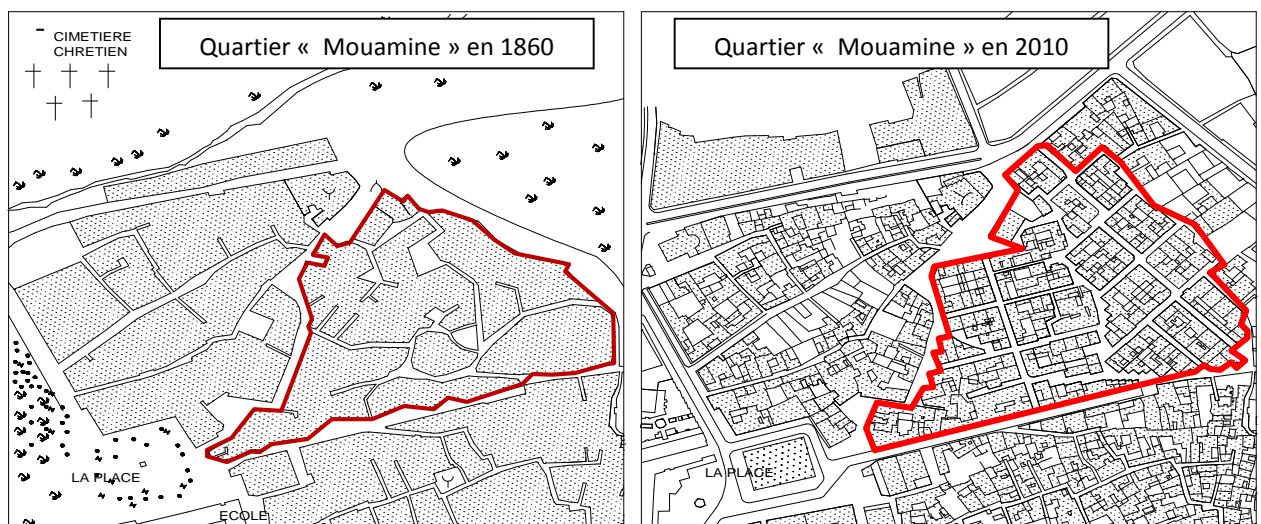 CIMETIERE
CHRETIEN
Quartier « Mouamine » en 1860
LA PLACE
ECOLE
Quartier « Mouamine » en 2010
LA PLACE